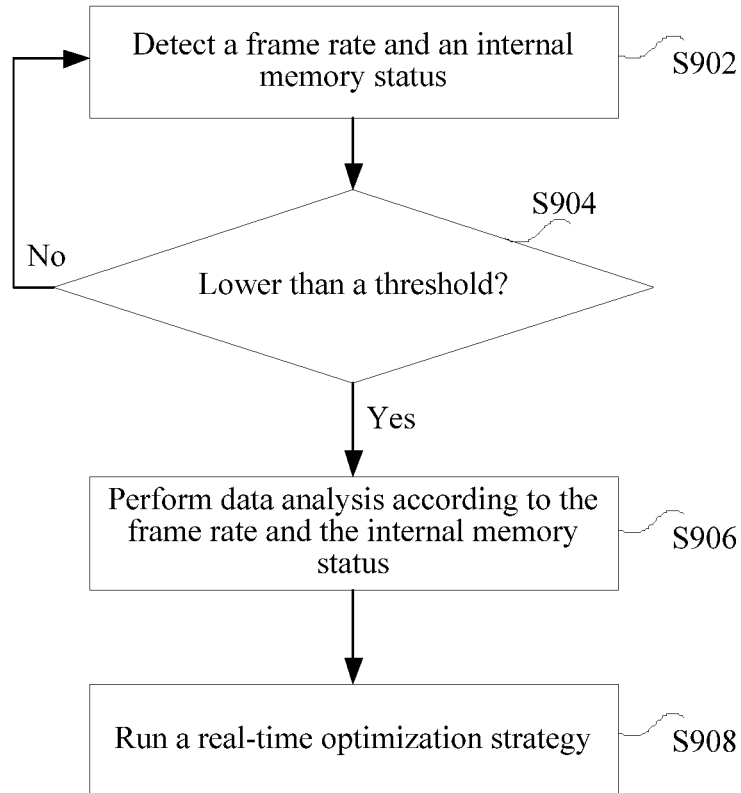 Detect a frame rate and an internal
memory status
S902
S904
No
Lower than a threshold?
Yes
Perform data analysis according to the
frame rate and the internal memory
status
S906
Run a real-time optimization strategy
S908